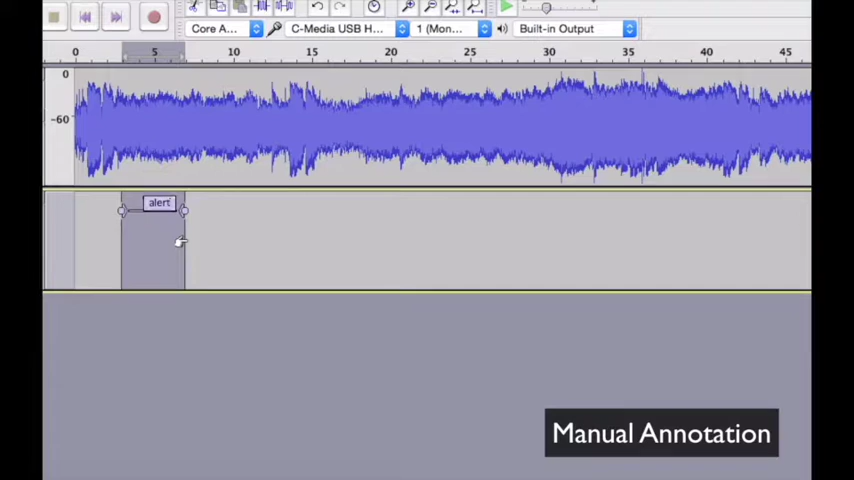 Core A... C-Media USB H... 1 (Mon... Built-in Output
0 5 10 15 20 25 30 35 40 45
0
-60
alert
Manual Annotation